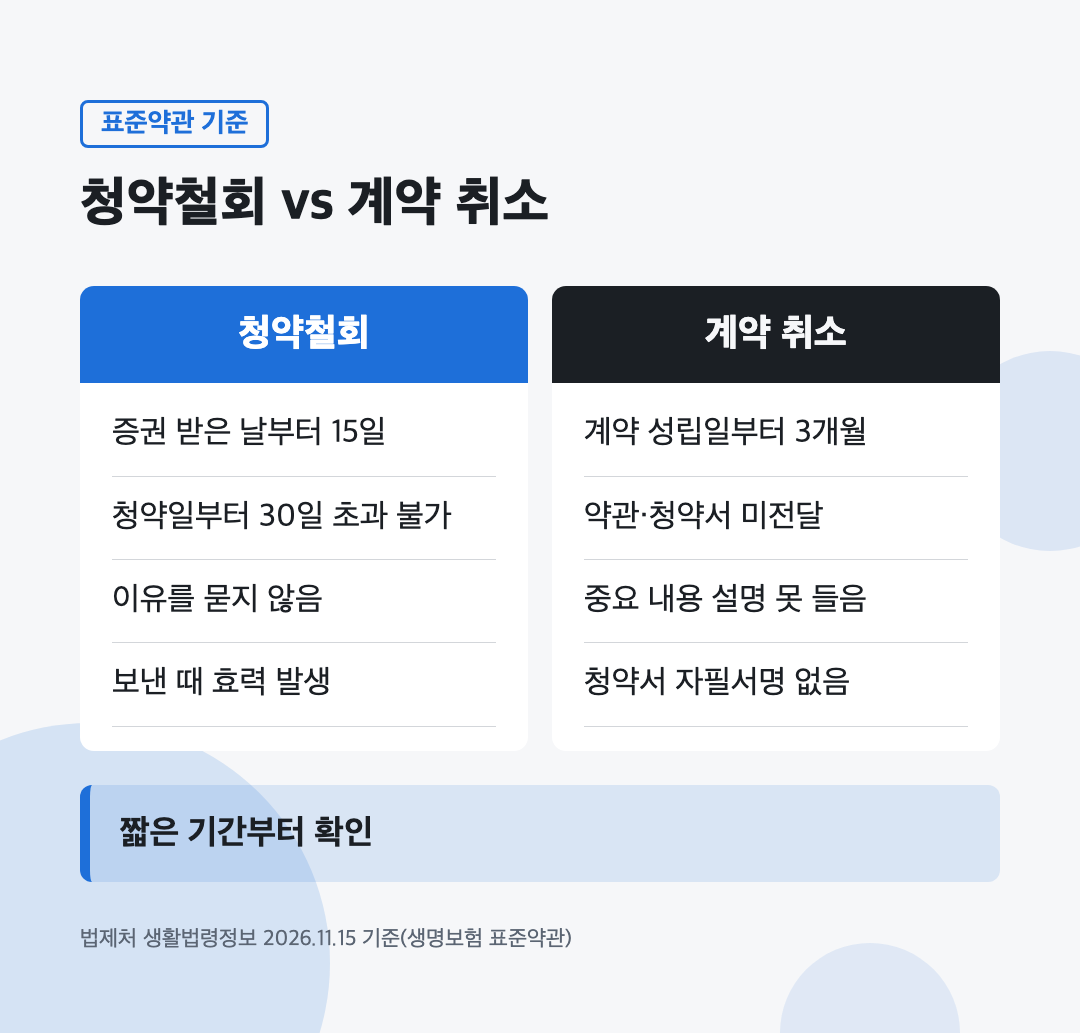 표준약관 기준
청약철회 vs 계약 취소
청약철회
증권 받은 날부터 15일
청약일부터 30일 초과 불가
이유를 묻지 않음
보낸 때 효력 발생
계약 취소
계약 성립일부터 3개월
약관·청약서 미전달
중요 내용 설명 못 들음
청약서 자필서명 없음
짧은 기간부터 확인
법제처 생활법령정보 2026.11.15 기준(생명보험 표준약관)